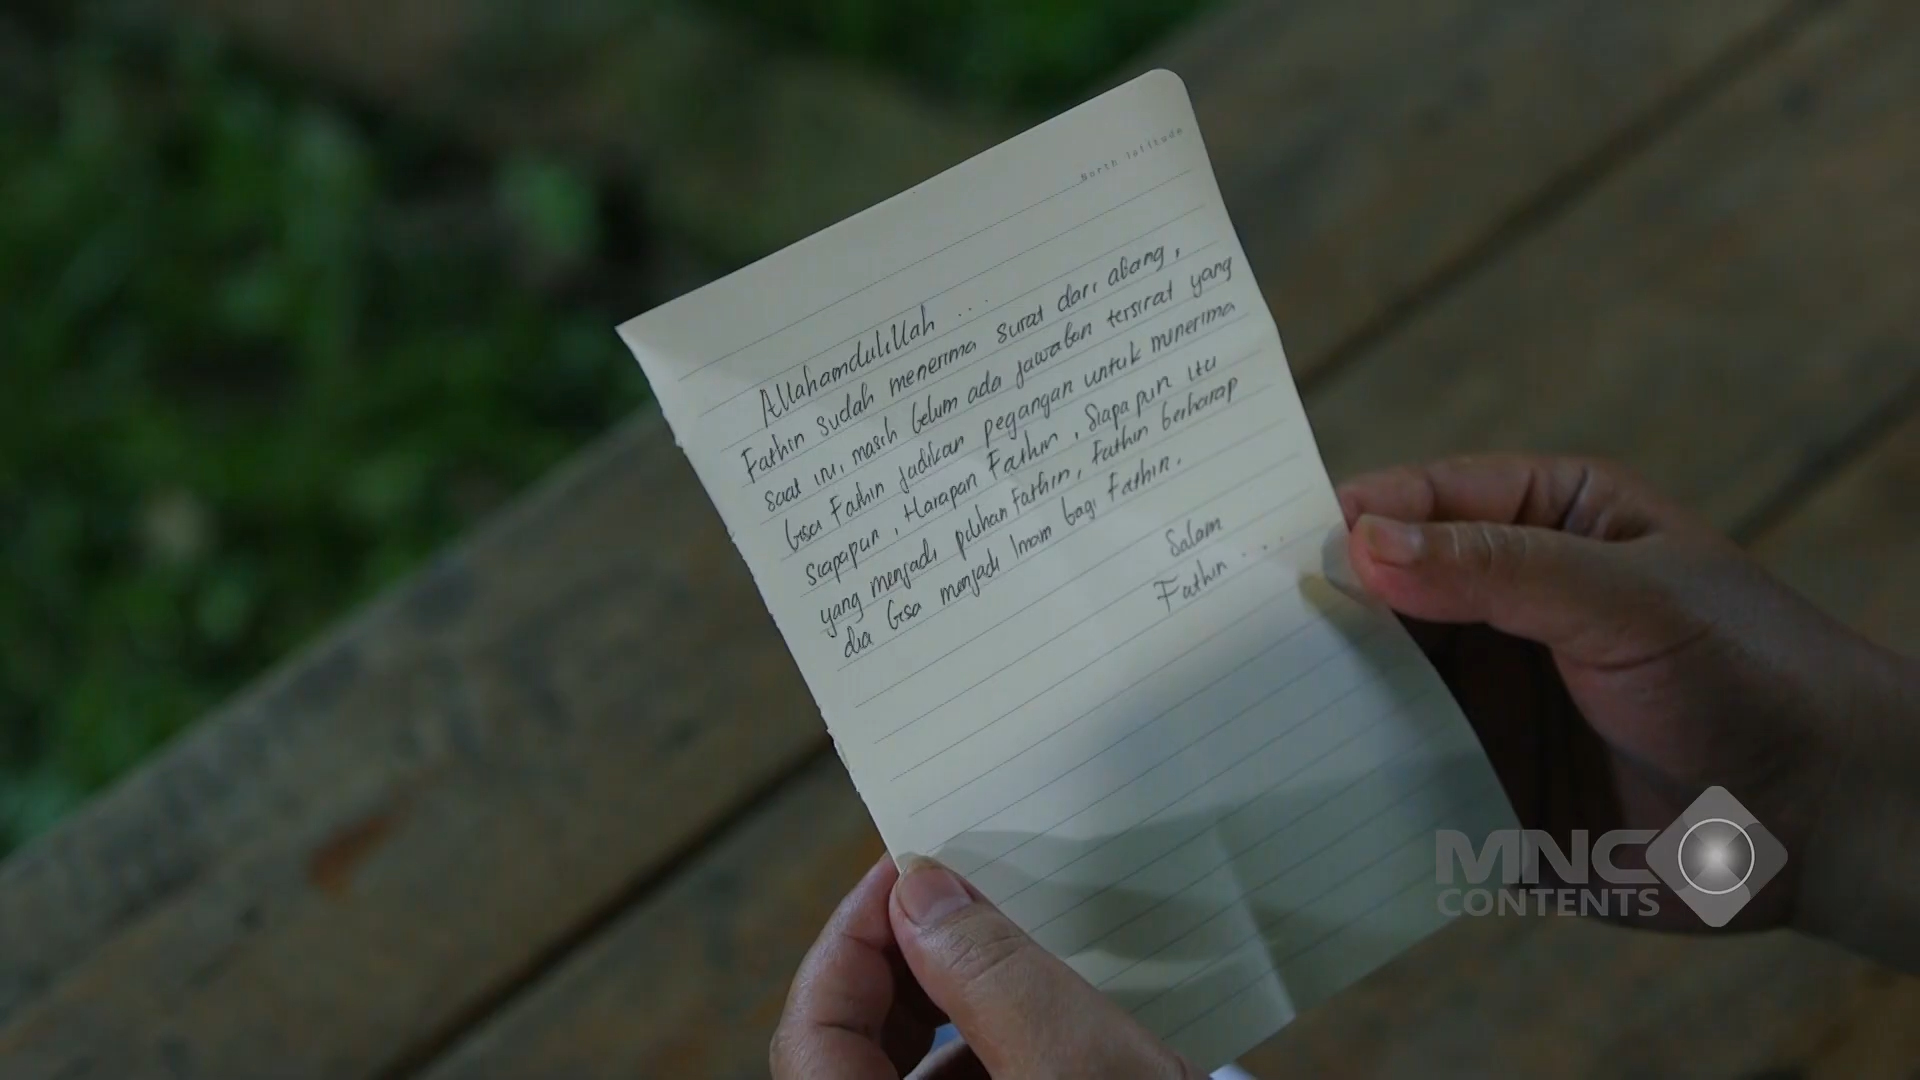 North latitude
Allahamdulillah ...
Fathin sudah menerima surat dari abang,
saat ini, masih belum ada jawaban tersirat yang
bisa Fathin jadikan pegangan untuk minerima
siapapun, Harapan Fathin, Siapapun itu
yang menjadi pilihan Fathin, Fathin berharap
dia bisa menjadi Imam bagi Fathin.
Salam
Fathin ...
MNC
CONTENTS